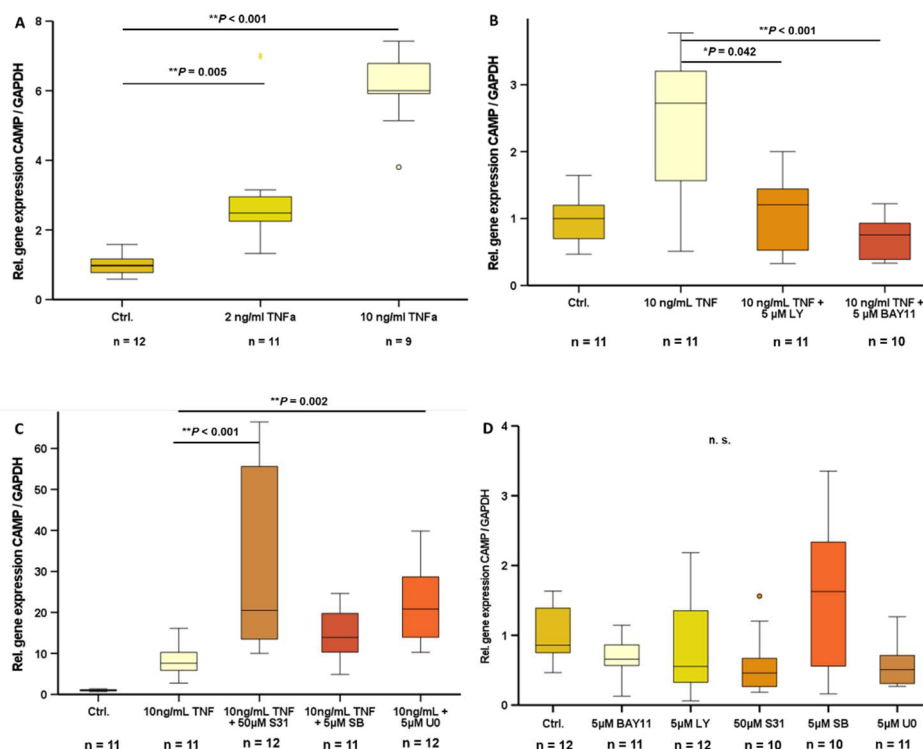 A
Rel. gene expression CAMP / GAPDH
8
6
4
2
0
**P < 0.001
**P = 0.005
Ctrl.
2 ng/ml TNFa
10 ng/ml TNFa
n = 12
n = 11
n = 9
B
Rel. gene expression CAMP / GAPDH
3
2
1
0
**P < 0.001
*P = 0.042
Ctrl.
10 ng/mL TNF
10 ng/mL TNF +
5 µM LY
10 ng/ml TNF +
5 µM BAY11
n = 11
n = 11
n = 11
n = 10
C
Rel. gene expression CAMP / GAPDH
60
50
40
30
20
10
0
**P = 0.002
**P < 0.001
Ctrl.
10ng/mL TNF
10ng/mL TNF
+ 50µM S31
10ng/mL TNF
+ 5µM SB
10ng/mL +
5µM U0
n = 11
n = 11
n = 12
n = 11
n = 12
D
Rel. gene expression CAMP / GAPDH
4
3
2
1
0
n. s.
Ctrl.
5µM BAY11
5µM LY
50µM S31
5µM SB
5µM U0
n = 12
n = 11
n = 12
n = 10
n = 10
n = 11